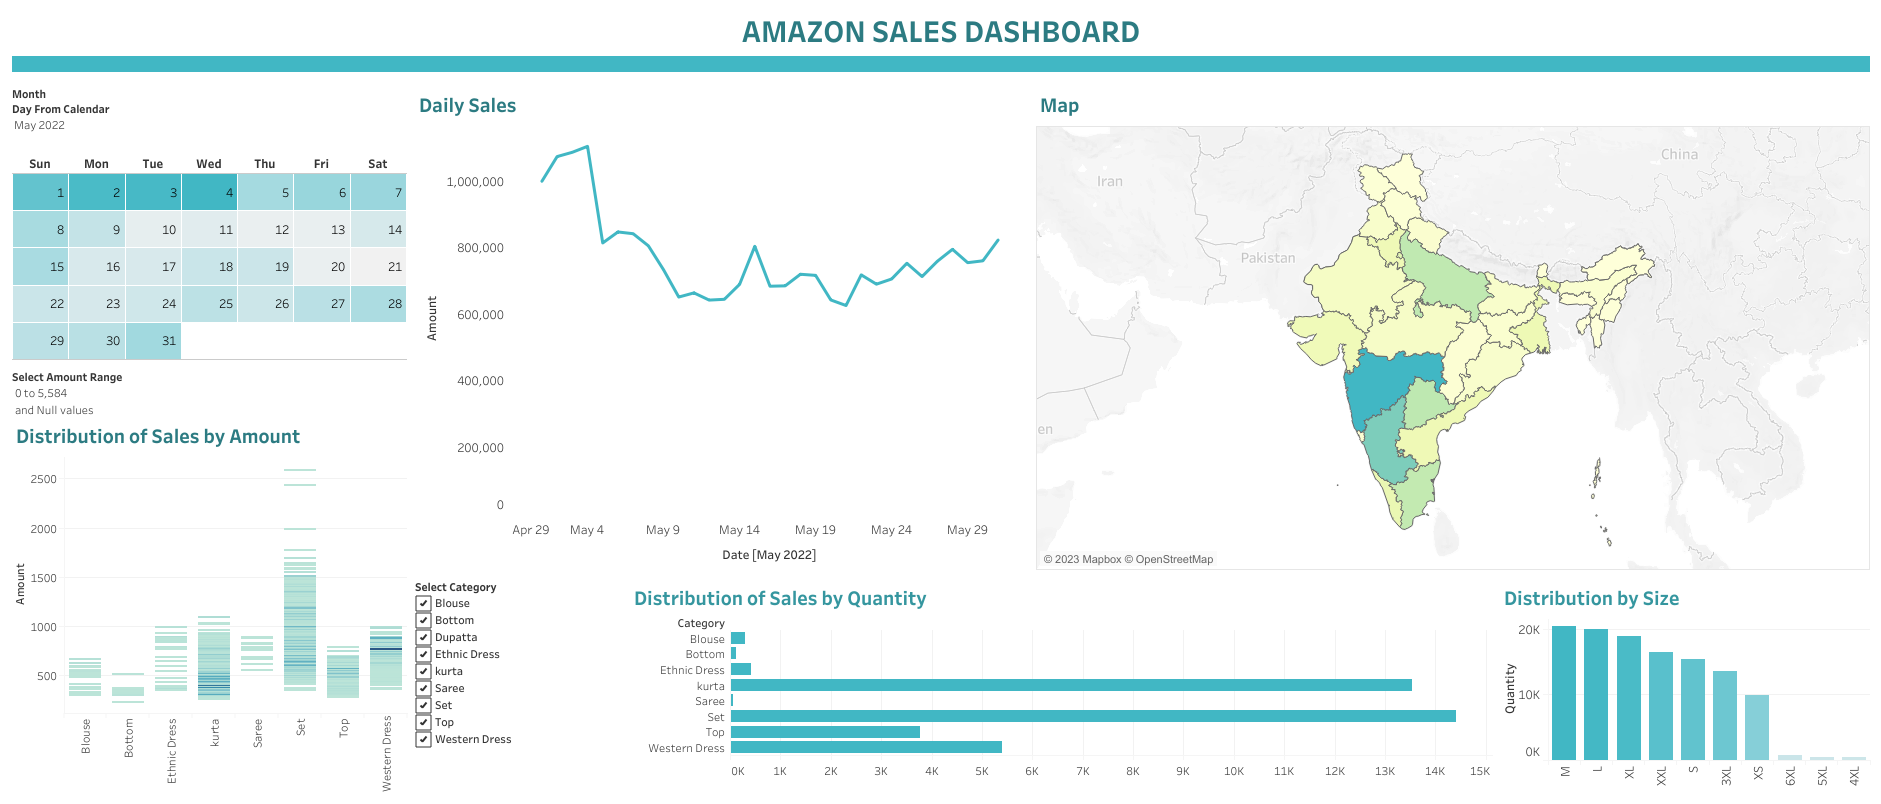 AMAZON SALES DASHBOARD
Month
Day From Calendar
May 2022
Sun Mon Tue Wed Thu Fri Sat
1 2 3 4 5 6 7
8 9 10 11 12 13 14
15 16 17 18 19 20 21
22 23 24 25 26 27 28
29 30 31
Select Amount Range
0 to 5,584
and Null values
Distribution of Sales by Amount
Amount
2500
2000
1500
1000
500
Blouse
Bottom
Ethnic Dress
kurta
Saree
Set
Top
Western Dress
Daily Sales
Amount
1,000,000
800,000
600,000
400,000
200,000
0
Apr 29 May 4 May 9 May 14 May 19 May 24 May 29
Date [May 2022]
Map
Iran
China
Pakistan
en
© 2023 Mapbox © OpenStreetMap
Select Category
Blouse
Bottom
Dupatta
Ethnic Dress
kurta
Saree
Set
Top
Western Dress
Distribution of Sales by Quantity
Category
Blouse
Bottom
Ethnic Dress
kurta
Saree
Set
Top
Western Dress
0K 1K 2K 3K 4K 5K 6K 7K 8K 9K 10K 11K 12K 13K 14K 15K
Distribution by Size
Quantity
20K
10K
0K
M
L
XL
XXL
S
3XL
XS
6XL
5XL
4XL